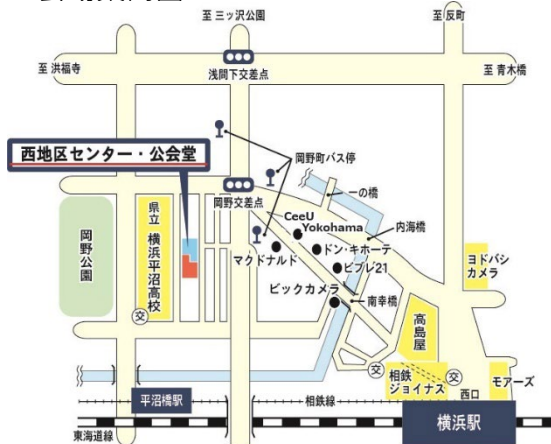 至 三ッ沢公園
至 反町
至 洪福寺
浅間下交差点
至 青木橋
西地区センター・公会堂
岡野町バス停
岡野交差点
一の橋
CeeU
Yokohama
内海橋
岡野公園
県立 横浜平沼高校
マクドナルド
ドン・キホーテ
ビブレ21
ヨドバシ
カメラ
ビックカメラ
南幸橋
交
高島屋
交
交
相鉄
ジョイナス
モアーズ
西口
平沼橋駅
相鉄線
横浜駅
東海道線